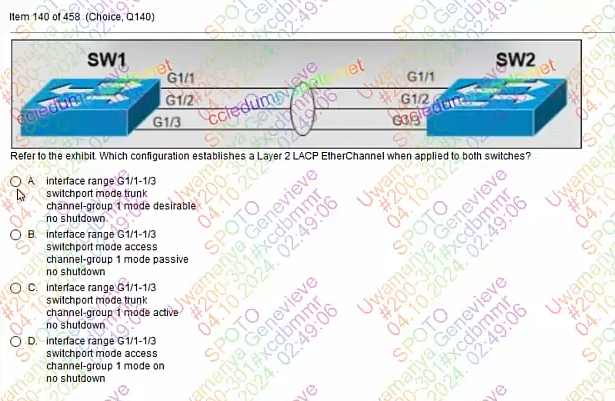 Item 140 of 458 (Choice, Q140)
SW1 SW2
G1/1 G1/1
G1/2 G1/2
G1/3 G1/3
Refer to the exhibit. Which configuration establishes a Layer 2 LACP EtherChannel when applied to both switches?
A. interface range G1/1-1/3
switchport mode trunk
channel-group 1 mode desirable
no shutdown
B. interface range G1/1-1/3
switchport mode access
channel-group 1 mode passive
no shutdown
C. interface range G1/1-1/3
switchport mode trunk
channel-group 1 mode active
no shutdown
D. interface range G1/1-1/3
switchport mode access
channel-group 1 mode on
no shutdown
SPOTO
Uwamaniya Genevieve
#200-301#xcdbmmr
04.10.2024. 02:49:06